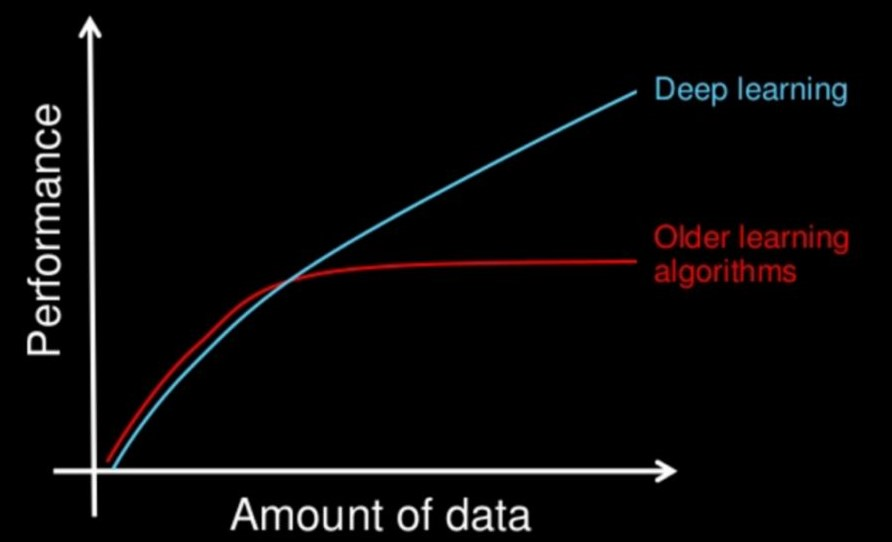 Performance
Deep learning
Older learning
algorithms
Amount of data